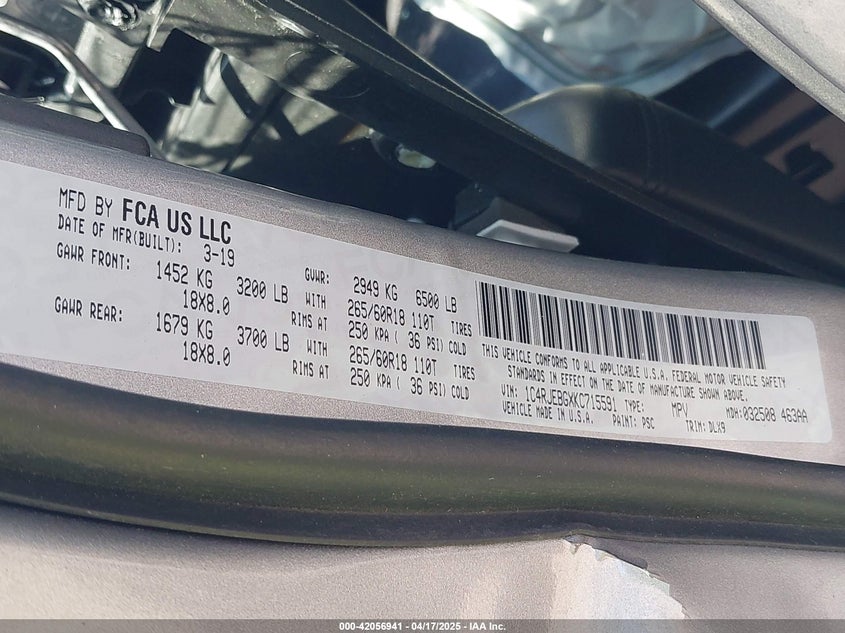 MFD BY FCA US LLC
DATE OF MFR(BUILT): 3-19
GVWR: 2949 KG 6500 LB
GAWR FRONT: 1452 KG 3200 LB WITH 265/60R18 110T TIRES
18X8.0 RIMS AT 250 KPA ( 36 PSI) COLD
GAWR REAR: 1679 KG 3700 LB WITH 265/60R18 110T TIRES
18X8.0 RIMS AT 250 KPA ( 36 PSI) COLD
THIS VEHICLE CONFORMS TO ALL APPLICABLE U.S.A. FEDERAL MOTOR VEHICLE SAFETY
STANDARDS IN EFFECT ON THE DATE OF MANUFACTURE SHOWN ABOVE.
VIN: 1C4RJEBGXKC715591 TYPE: MPV MDH: 032508 463AA
VEHICLE MADE IN U.S.A. PAINT: PSC TRIM: DLX9
000-42056941 - 04/17/2025 - IAA Inc.